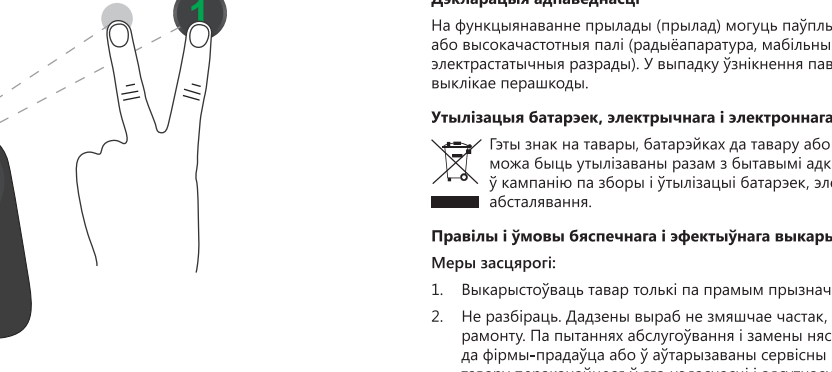 1
Дэкларацыя адпаведнасці
На функцыянаванне прылады (прылад) могуць паўплы
або высокачастотныя палі (радыёапаратура, мабільны
электрастатычныя разрады). У выпадку ўзнікнення пав
выклікае перашкоды.
Утылізацыя батарэек, электрычнага і электроннага
Гэты знак на тавары, батарэйках да тавару або
можа быць утылізаваны разам з бытавымі адк
ў кампанію па зборы і ўтылізацыі батарэек, эл
абсталявання.
Правілы і ўмовы бяспечнага і эфектыўнага выкары
Меры засцярогі:
1. Выкарыстоўваць тавар толькі па прамым прызнач
2. Не разбіраць. Дадзены выраб не змяшчае частак,
рамонту. Па пытаннях абслугоўвання і замены няс
да фірмы-прадаўца або ў аўтарызаваны сервісны